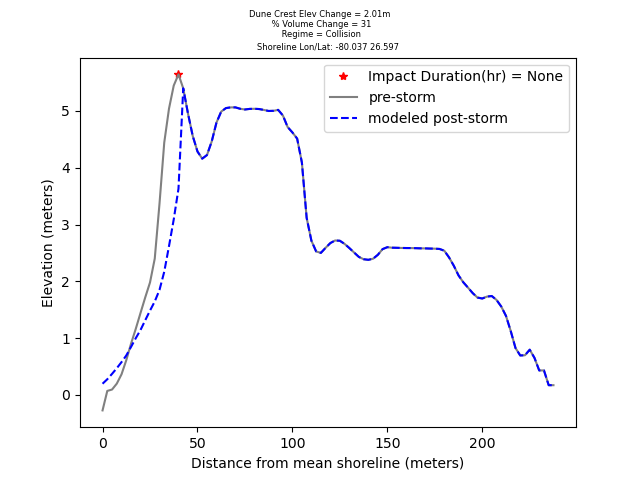 Dune Crest Elev Change = 2.01m
% Volume Change = 31
Regime = Collision
Shoreline Lon/Lat: -80.037 26.597
Impact Duration(hr) = None
pre-storm
modeled post-storm
Elevation (meters)
5
4
3
2
1
0
0 50 100 150 200
Distance from mean shoreline (meters)